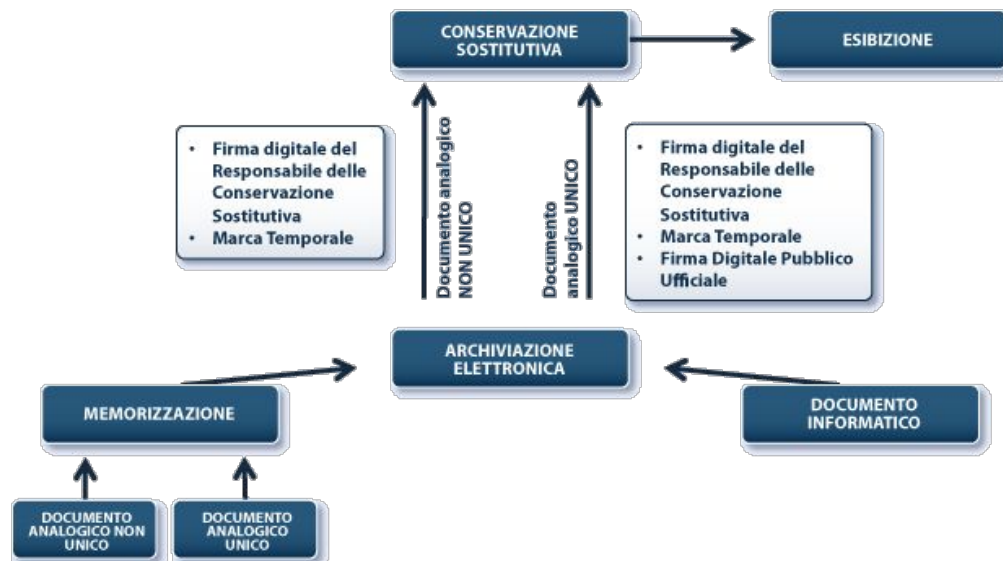 CONSERVAZIONE
SOSTITUTIVA
ESIBIZIONE
• Firma digitale del
Responsabile delle
Conservazione
Sostitutiva
• Marca Temporale
Documento analogico
NON UNICO
Documento
analogico UNICO
• Firma digitale del
Responsabile delle
Conservazione
Sostitutiva
• Marca Temporale
• Firma Digitale Pubblico
Ufficiale
ARCHIVIAZIONE
ELETTRONICA
MEMORIZZAZIONE
DOCUMENTO
INFORMATICO
DOCUMENTO
ANALOGICO NON
UNICO
DOCUMENTO
ANALOGICO
UNICO